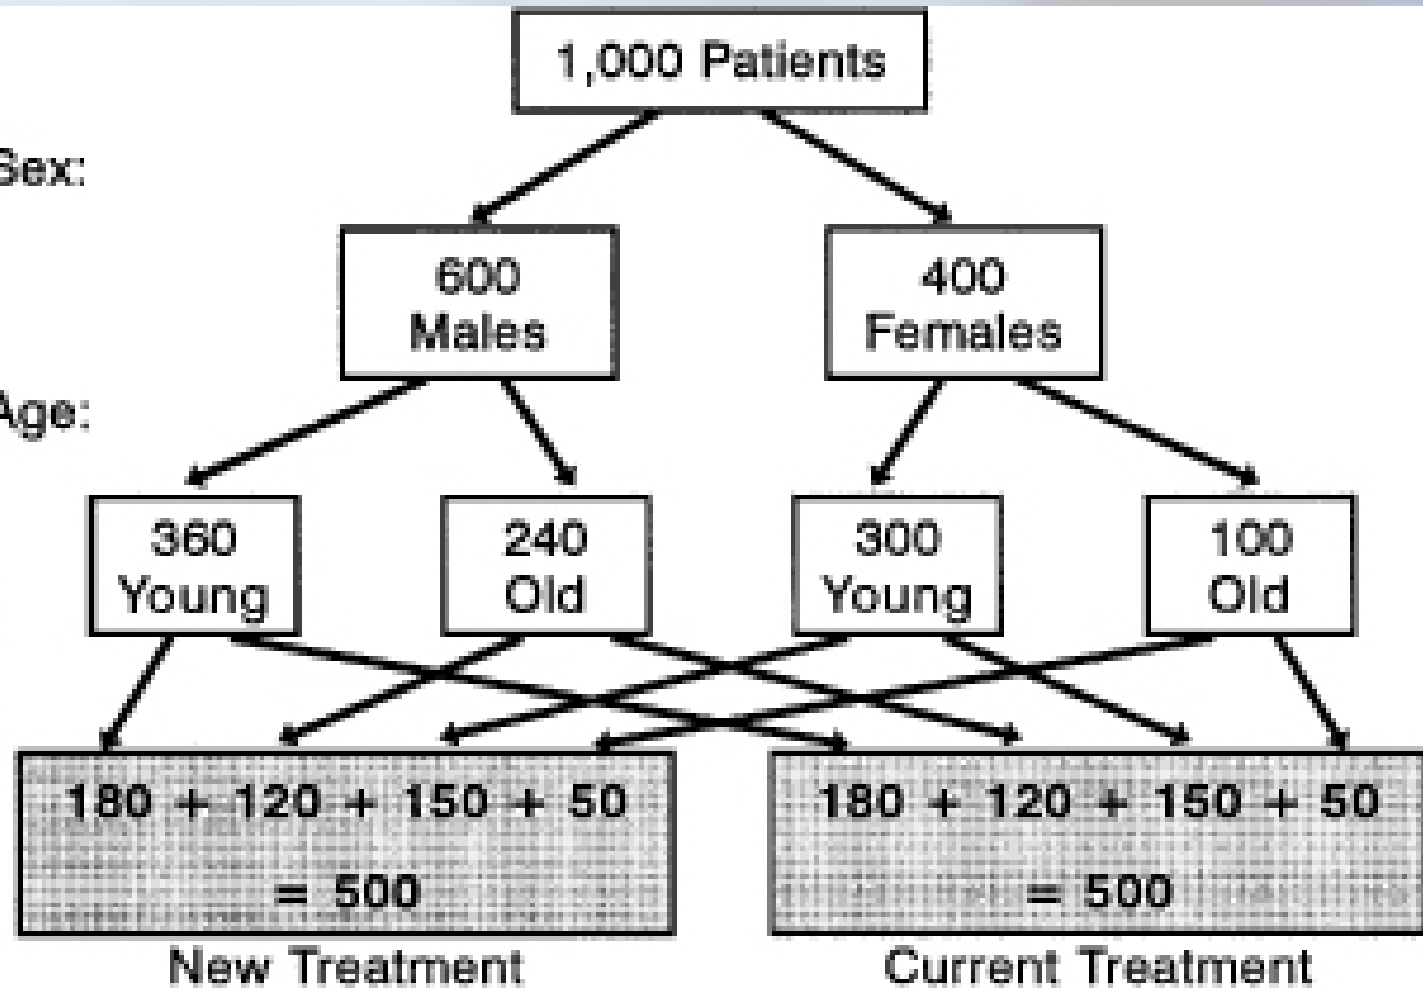 1,000 Patients
Sex:
600
Males
400
Females
Age:
360
Young
240
Old
300
Young
100
Old
180 + 120 + 150 + 50
= 500
180 + 120 + 150 + 50
= 500
New Treatment
Current Treatment